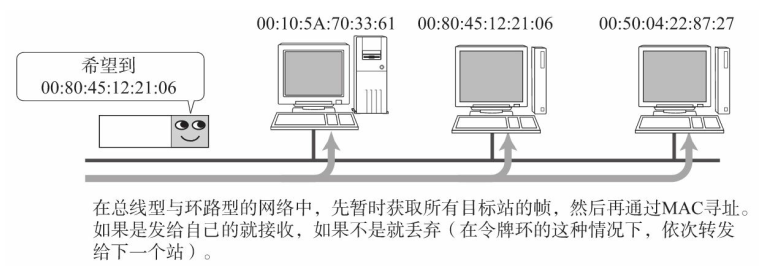 00:10:5A:70:33:61 00:80:45:12:21:06 00:50:04:22:87:27
希望到
00:80:45:12:21:06
在总线型与环路型的网络中，先暂时获取所有目标站的帧，然后再通过MAC寻址。
如果是发给自己的就接收，如果不是就丢弃（在令牌环的这种情况下，依次转发
给下一个站）。